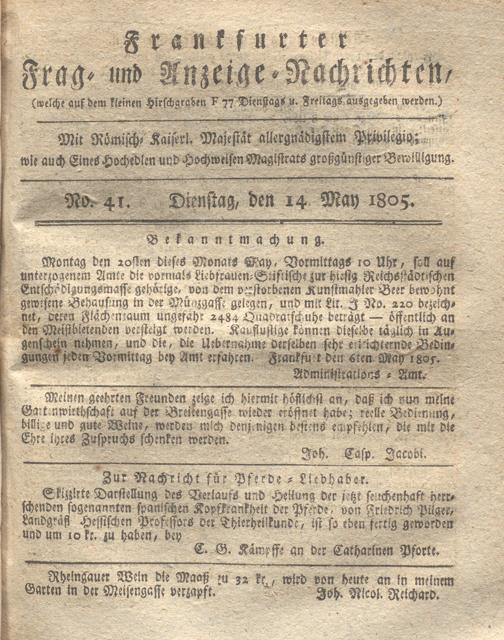 Frankfurter
Frag- und Anzeige-Nachrichten,
(welche auf dem kleinen Hirschgraben F 77 Dienstags u. Freitags ausgegeben werden.)
Mit Römisch-Kaiserl. Majestät allergnädigstem Privilegio;
wie auch Eines Hochedlen und Hochweisen Magistrats großgünstiger Bewilligung.
No. 41. Dienstag, den 14 May 1805.
Bekanntmachung.
Montag den 20sten dieses Monats May, Vormittags 10 Uhr, soll auf
unterzogenem Amte die vormals Liebfrauen-Stiftische zur hiesig Reichsstädtischen
Entschädigungsmasse gehörige, von dem verstorbenen Kunstmahler Beer bewohnt
gewesene Behausung in der Münzgasse gelegen, und mit Lit. J No. 220 bezeich-
net, deren Flächenraum ungefähr 2484 Quadratschuhe beträgt — öffentlich an
den Meistbietenden versteigt werden. Kauflustige können dieselbe täglich in Au-
genschein nehmen, und die, die Uebernahme derselben sehr erleichternde Bedin-
gungen jeden Vormittag bey Amt erfahren. Frankfurt den 6ten May 1805.
Administrations-Amt.
Meinen geehrten Freunden zeige ich hiermit höflichst an, daß ich nun meine
Gartenwirthschaft auf der Breitengasse wieder eröfnet habe; reelle Bedienung,
billige und gute Weine, werden mich denjenigen bestens empfehlen, die mit die
Ehre ihres Zuspruchs schenken werden.
Joh. Casp. Jacobi.
Zur Nachricht für Pferde-Liebhaber.
Skizirte Darstellung des Verlaufs und Heilung der jetzt seuchenhaft herr-
schenden sogenannten spanischen Kopfkrankheit der Pferde, von Friedrich Pilger,
Landgräfl Hessischen Professors der Thierheilkunde, ist so eben fertig geworden
und um 10 kr. zu haben, bey
C. G. Kämpffe an der Catharinen Pforte.
Rheingauer Wein die Maaß zu 32 kr., wird von heute an in meinem
Garten in der Meisengasse verzapft. Joh. Nicol. Reichard.